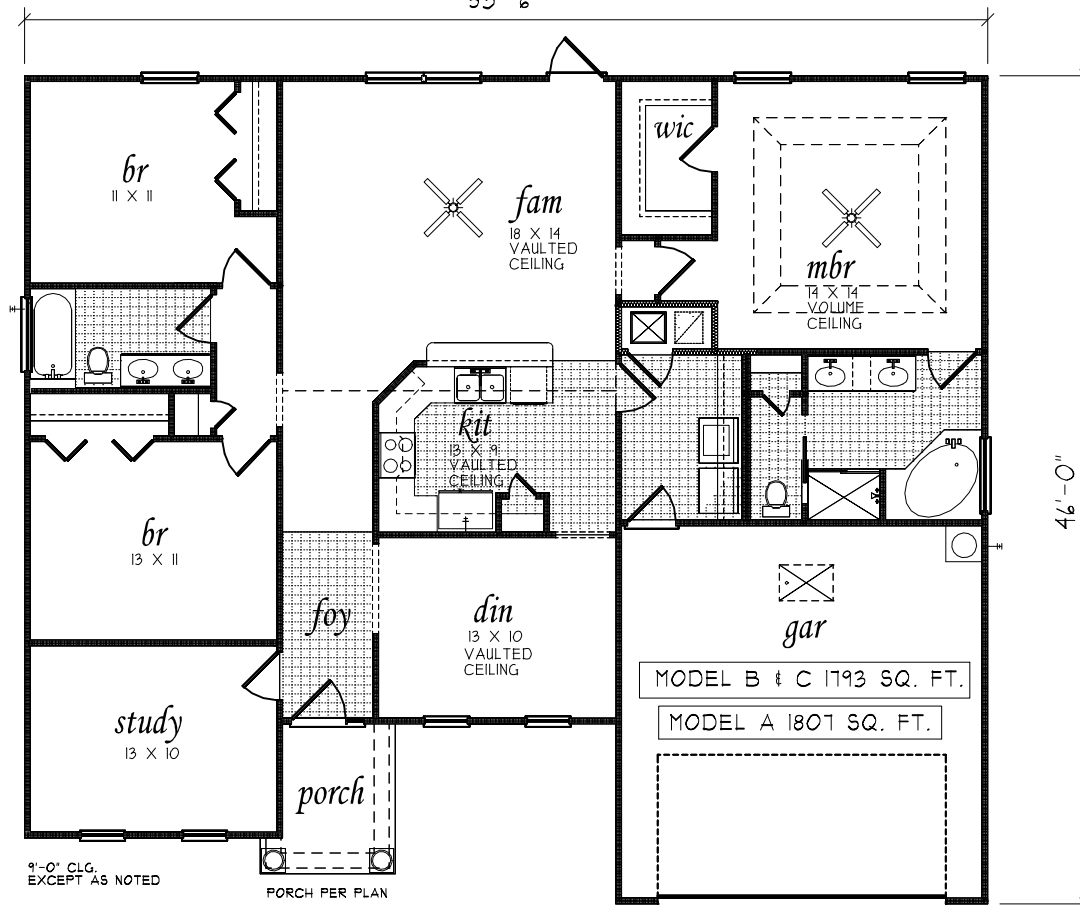 wic
br
11 X 11
fam
18 X 14
VAULTED
CEILING
mbr
14 X 14
VOLUME
CEILING
kit
13 X 9
VAULTED
CEILING
46'-0"
br
13 X 11
foy
din
13 X 10
VAULTED
CEILING
gar
MODEL B & C 1793 SQ. FT.
MODEL A 1807 SQ. FT.
study
13 X 10
porch
9'-0" CLG.
EXCEPT AS NOTED
PORCH PER PLAN